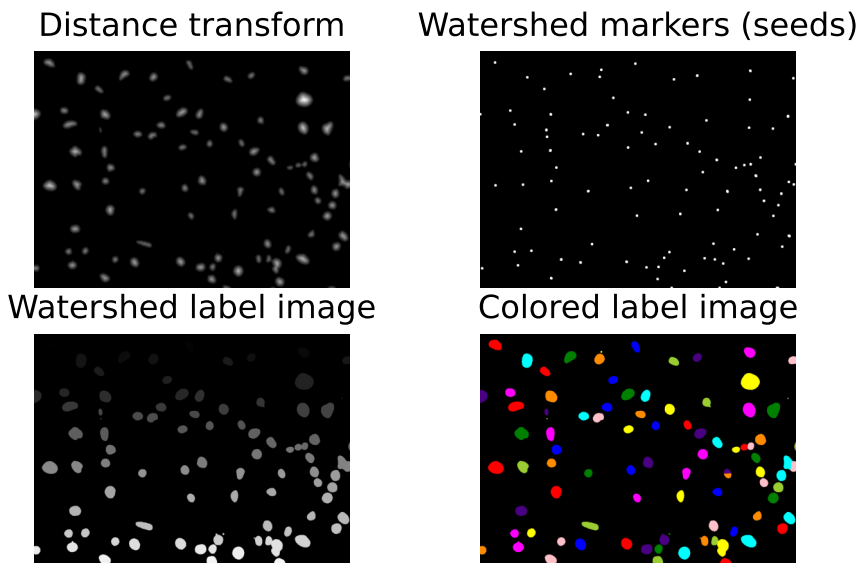 Distance transform
Watershed markers (seeds)
Watershed label image
Colored label image